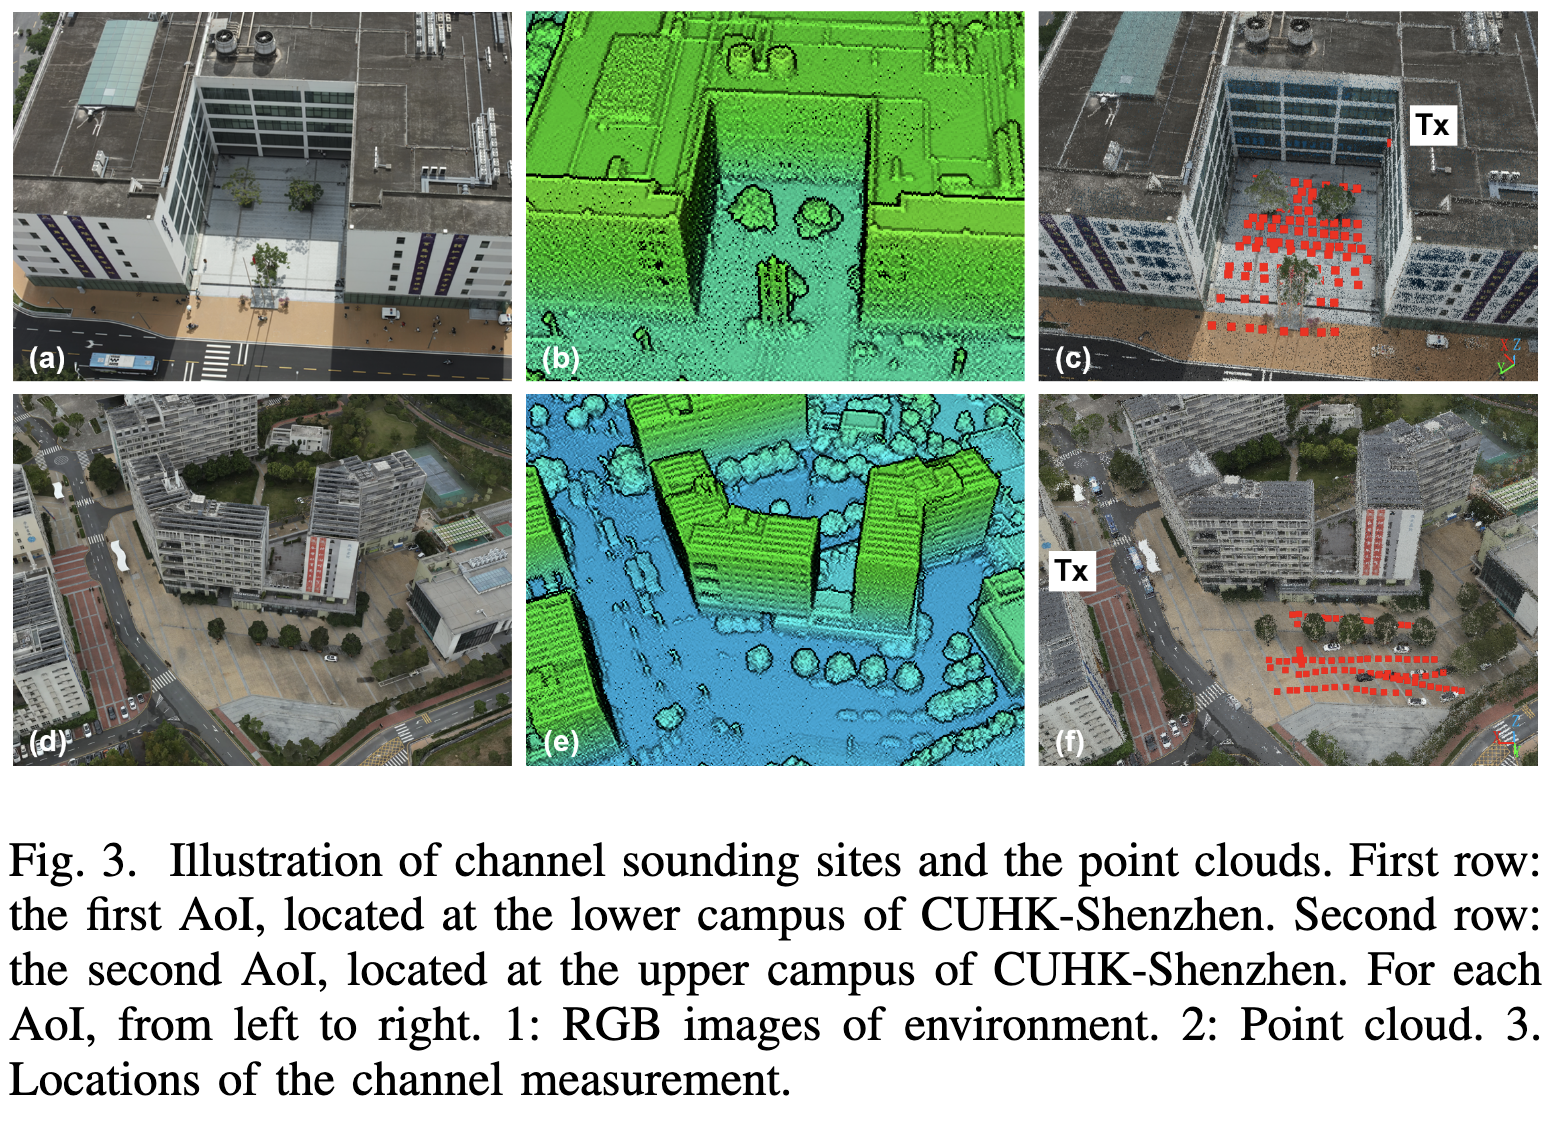 Tx
(a)
(b)
(c)
Tx
(d)
(e)
(f)
Fig. 3. Illustration of channel sounding sites and the point clouds. First row:
the first AoI, located at the lower campus of CUHK-Shenzhen. Second row:
the second AoI, located at the upper campus of CUHK-Shenzhen. For each
AoI, from left to right. 1: RGB images of environment. 2: Point cloud. 3.
Locations of the channel measurement.